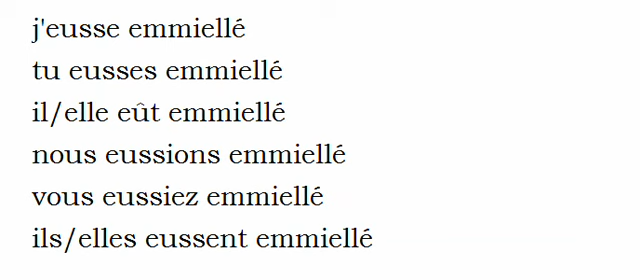 j'eusse emmiellé
tu eusses emmiellé
il/elle eût emmiellé
nous eussions emmiellé
vous eussiez emmiellé
ils/elles eussent emmiellé